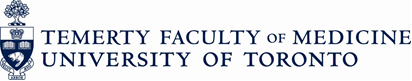 TEMERTY FACULTY OF MEDICINE
UNIVERSITY OF TORONTO